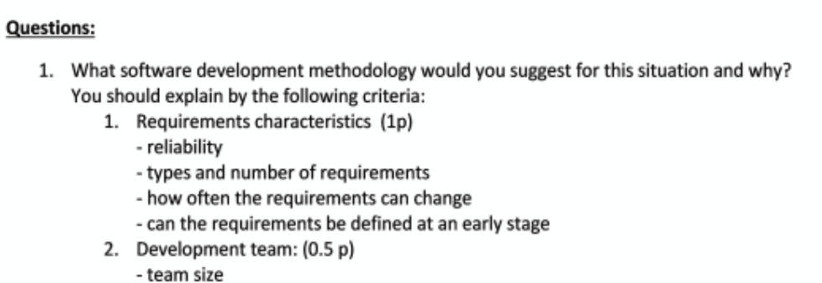 Questions:
1. What software development methodology would you suggest for this situation and why?
You should explain by the following criteria:
1. Requirements characteristics (1p)
- reliability
- types and number of requirements
- how often the requirements can change
- can the requirements be defined at an early stage
2. Development team: (0.5 p)
- team size